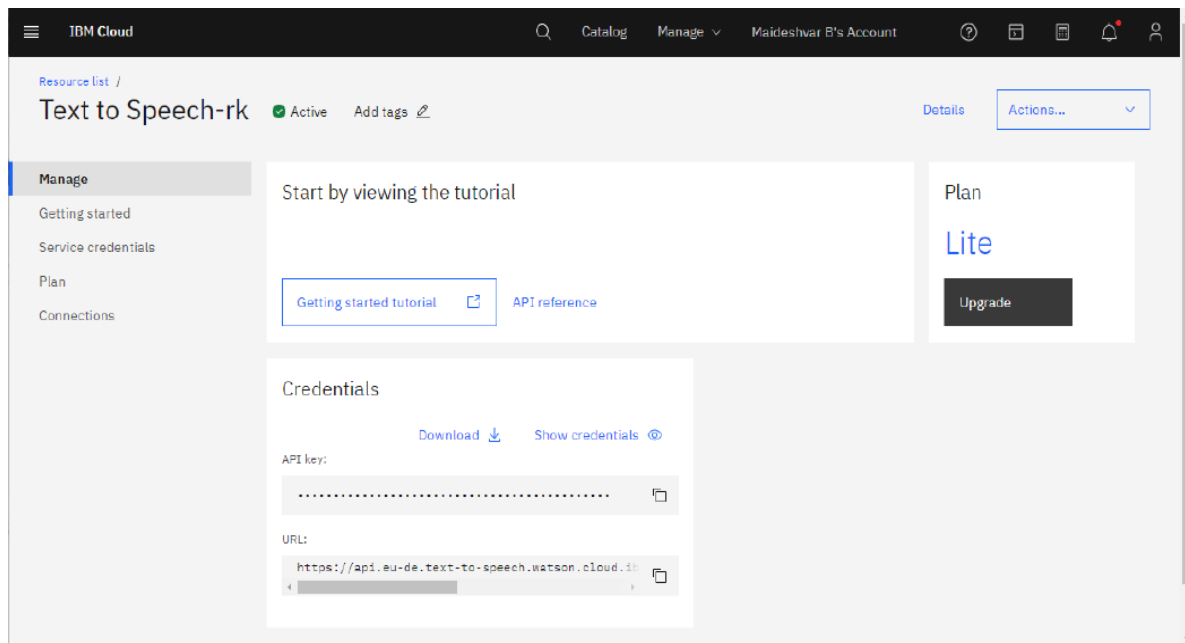 IBM Cloud
Catalog
Manage
Maideshvar B's Account
Resource list /
Text to Speech-rk
Active
Add tags
Details
Actions...
Manage
Getting started
Service credentials
Plan
Connections
Start by viewing the tutorial
Getting started tutorial
API reference
Plan
Lite
Upgrade
Credentials
Download
Show credentials
API key:
............................................
URL:
https://api.eu-de.text-to-speech.watson.cloud.ib